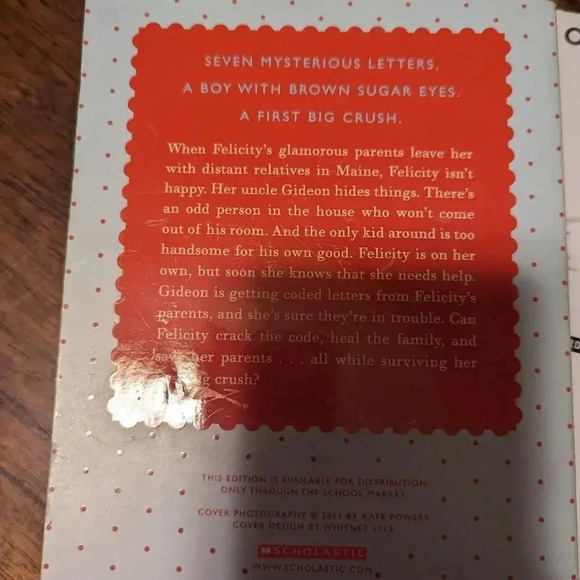 SEVEN MYSTERIOUS LETTERS.
A BOY WITH BROWN SUGAR EYES.
A FIRST BIG CRUSH.
When Felicity's glamorous parents leave her
with distant relatives in Maine, Felicity isn't
happy. Her uncle Gideon hides things. There's
an odd person in the house who won't come
out of his room. And the only kid around is too
handsome for his own good. Felicity is on her
own, but soon she knows that she needs help.
Gideon is getting coded letters from Felicity's
parents, and she's sure they're in trouble. Can
Felicity crack the code, heal the family, and
save her parents . . . all while surviving her
crush?
THIS EDITION IS AVAILABLE FOR DISTRIBUTION
ONLY THROUGH THE SCHOOL MARKET.
COVER PHOTOGRAPHY © 2011 BY KATE POWERS
COVER DESIGN BY WHITNEY LYLE
SCHOLASTIC
WWW.SCHOLASTIC.COM